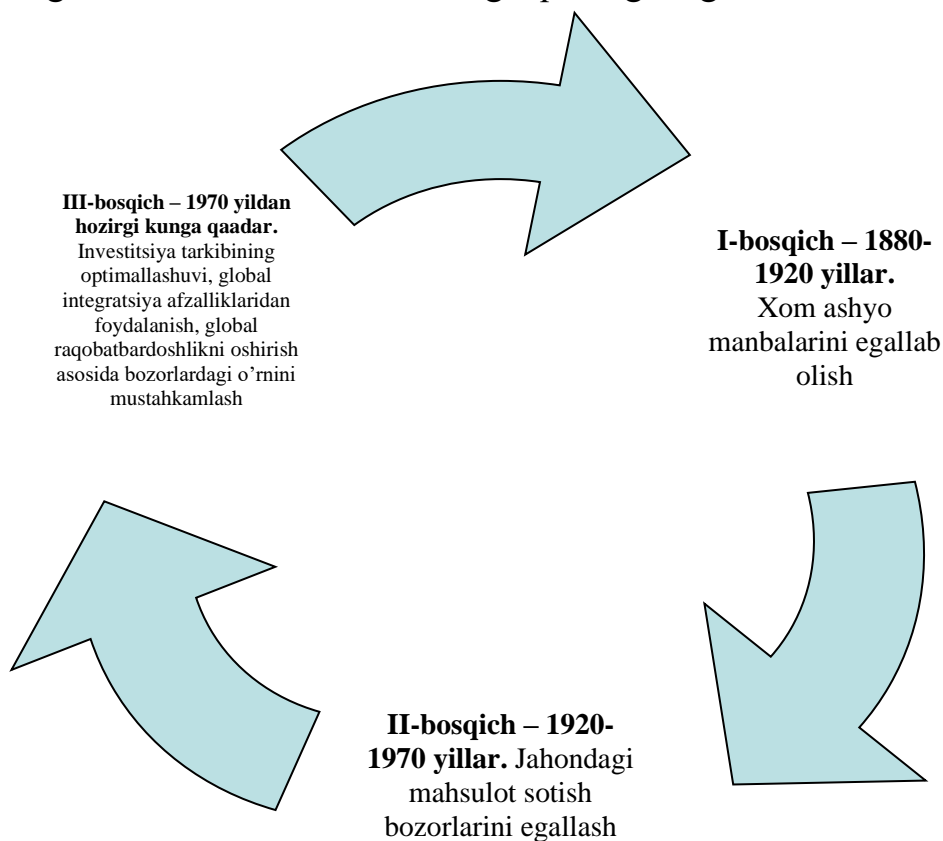 III-bosqich – 1970 yildan
hozirgi kunga qaadar.
Investitsiya tarkibining
optimallashuvi, global
integratsiya afzalliklaridan
foydalanish, global
raqobatbardoshlikni oshirish
asosida bozorlardagi o’rnini
mustahkamlash
I-bosqich – 1880-
1920 yillar.
Xom ashyo
manbalarini egallab
olish
II-bosqich – 1920-
1970 yillar. Jahondagi
mahsulot sotish
bozorlarini egallash